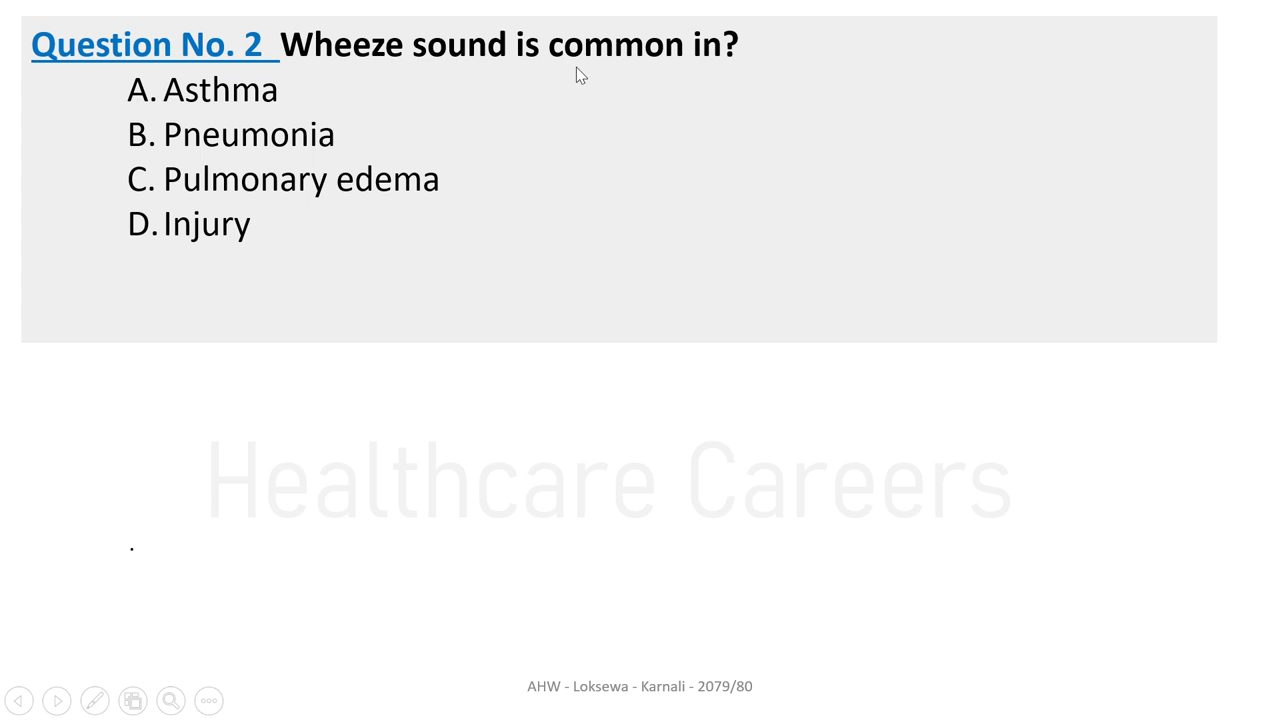 Question No. 2 Wheeze sound is common in?
A. Asthma
B. Pneumonia
C. Pulmonary edema
D. Injury
Healthcare Careers
.
AHW - Loksewa - Karnali - 2079/80